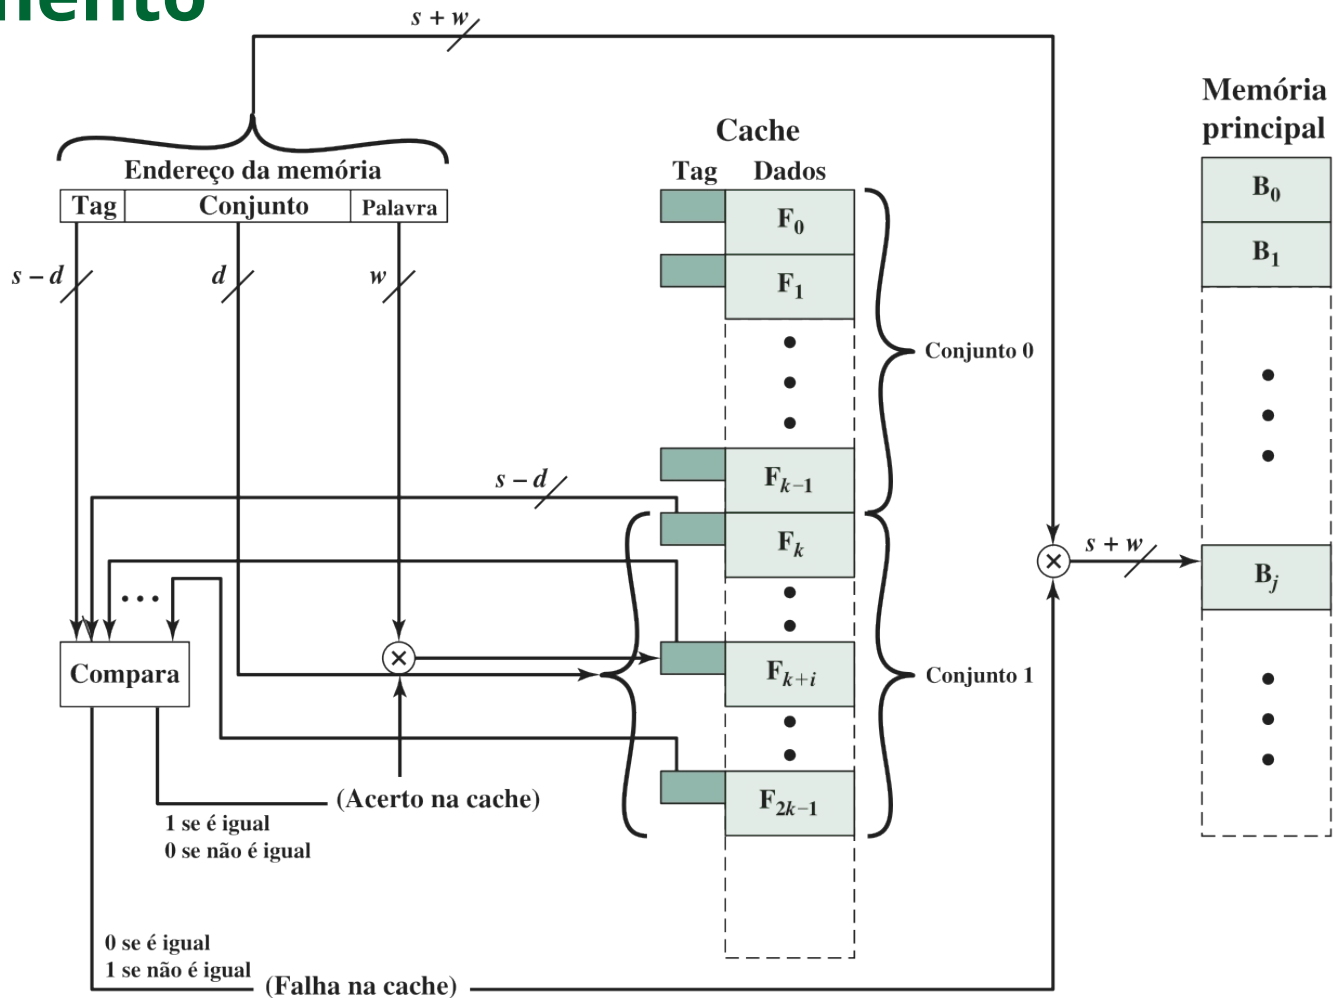 s + w
Memória
principal
Cache
Endereço da memória
Tag Dados
Tag Conjunto Palavra
F0
B0
B1
s – d
d
w
F1
Conjunto 0
s – d
Fk–1
Fk
s + w
Bj
...
Compara
Fk+i
Conjunto 1
(Acerto na cache)
F2k–1
1 se é igual
0 se não é igual
0 se é igual
1 se não é igual
(Falha na cache)